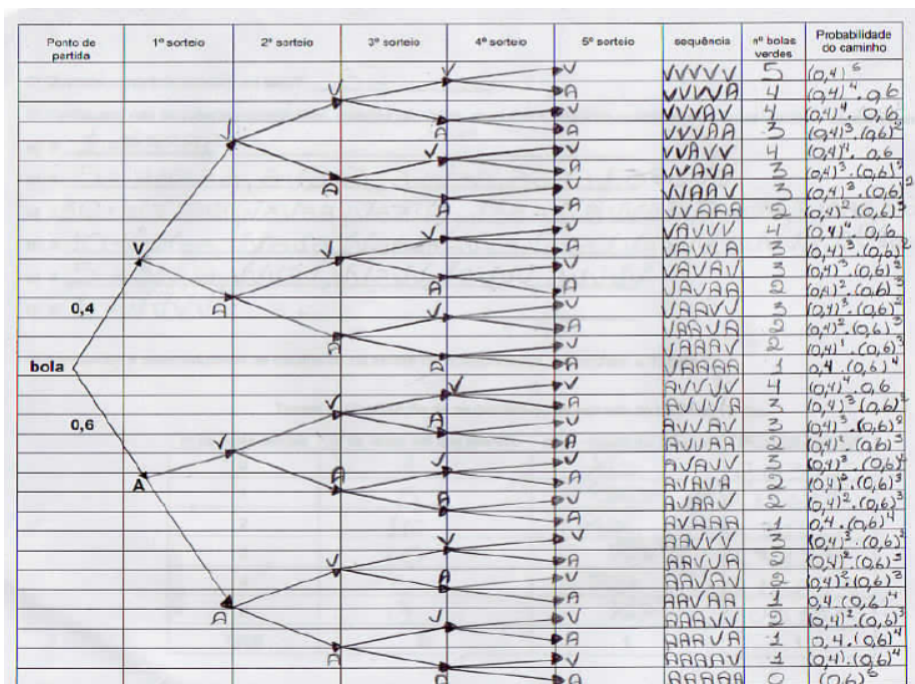 Ponto de partida 1º sorteio 2º sorteio 3º sorteio 4º sorteio 5º sorteio sequência nº bolas verdes Probabilidade do caminho
V V VVVVV 5 (0,4)^5
V A VVVVA 4 (0,4)^4 . 0,6
V VVVAV 4 (0,4)^4 . 0,6
V A A VVVAA 3 (0,4)^3 . (0,6)^2
V V VVAVV 4 (0,4)^4 . 0,6
A VVAVA 3 (0,4)^3 . (0,6)^2
A V VVAAV 3 (0,4)^3 . (0,6)^2
A A VVAAA 2 (0,4)^2 . (0,6)^3
V V VAVVV 4 (0,4)^4 . 0,6
V V A VAVVA 3 (0,4)^3 . (0,6)^2
V VAVAV 3 (0,4)^3 . (0,6)^2
A A VAVAA 2 (0,4)^2 . (0,6)^3
0,4 A V V VAAVV 3 (0,4)^3 . (0,6)^2
A VAAVA 2 (0,4)^2 . (0,6)^3
A V VAAAV 2 (0,4)^1 . (0,6)^3
bola A A VAAAA 1 0,4 . (0,6)^4
V V AVVVV 4 (0,4)^4 . 0,6
V A AVVVA 3 (0,4)^3 (0,6)^2
0,6 A V AVVAV 3 (0,4)^3 . (0,6)^2
V A AVVAA 2 (0,4)^2 . (0,6)^3
V V AVAVV 3 (0,4)^3 . (0,6)^2
A A A AVAVA 2 (0,4)^2 . (0,6)^3
A V AVAAV 2 (0,4)^2 . (0,6)^3
A AVAAA 1 0,4 . (0,6)^4
V V AAVVV 3 (0,4)^3 . (0,6)^2
V A AAVVA 2 (0,4)^2 . (0,6)^3
A V AAVAV 2 (0,4)^2 . (0,6)^3
A AAVAA 1 0,4 . (0,6)^4
A V V AAAVV 2 (0,4)^2 . (0,6)^3
A AAAVA 1 0,4 . (0,6)^4
A V AAAAV 1 (0,4) . (0,6)^4
A A AAAAA 0 (0,6)^5